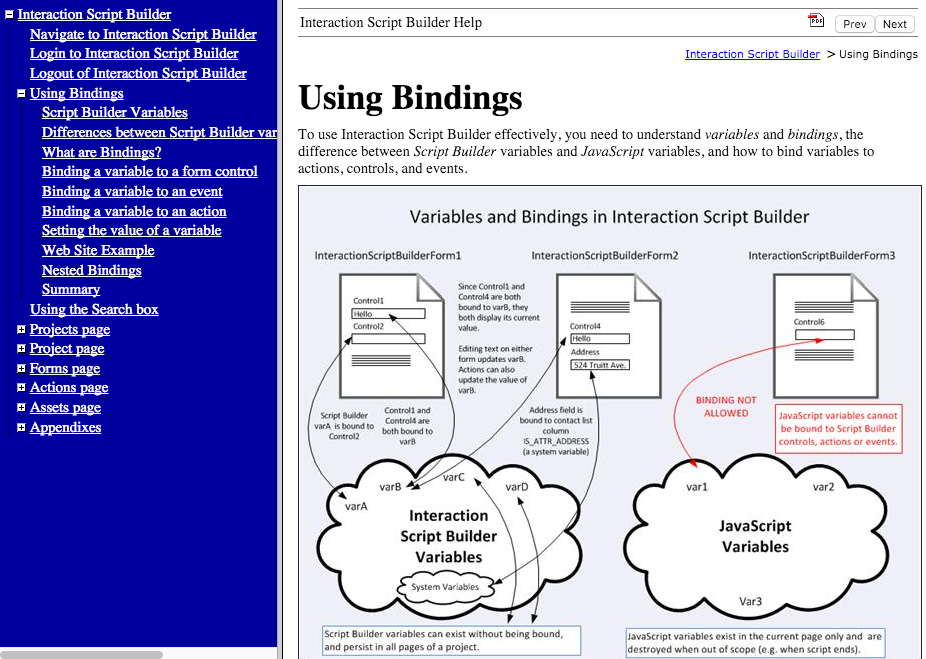 Interaction Script Builder
Navigate to Interaction Script Builder
Login to Interaction Script Builder
Logout of Interaction Script Builder
Using Bindings
Script Builder Variables
Differences between Script Builder var
What are Bindings?
Binding a variable to a form control
Binding a variable to an event
Binding a variable to an action
Setting the value of a variable
Web Site Example
Nested Bindings
Summary
Using the Search box
Projects page
Project page
Forms page
Actions page
Assets page
Appendixes
Interaction Script Builder Help
PDF
Prev
Next
Interaction Script Builder > Using Bindings
Using Bindings
To use Interaction Script Builder effectively, you need to understand variables and bindings, the
difference between Script Builder variables and JavaScript variables, and how to bind variables to
actions, controls, and events.
Variables and Bindings in Interaction Script Builder
InteractionScriptBuilderForm1
InteractionScriptBuilderForm2
InteractionScriptBuilderForm3
Control1
Hello
Control2
Since Control1 and
Control4 are both
bound to varB, they
both display its current
value.
Editing text on either
form updates varB.
Actions can also
update the value of
varB.
Control4
Hello
Address
524 Truitt Ave.
Control6
Script Builder
varA is bound to
Control2
Control1 and
Control4 are
both bound to
varB
Address field is
bound to contact list
column
IS_ATTR_ADDRESS
(a system variable)
BINDING NOT
ALLOWED
JavaScript variables cannot
be bound to Script Builder
controls, actions or events.
varA
varB
varC
varD
Interaction
Script Builder
Variables
System Variables
var1
var2
JavaScript
Variables
Var3
Script Builder variables can exist without being bound,
and persist in all pages of a project.
JavaScript variables exist in the current page only and are
destroyed when out of scope (e.g. when script ends).